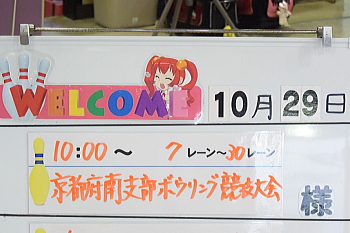 WELCOME 10月29日
10:00〜 7レーン〜30レーン
京都府南支部ボウリング競技大会 様